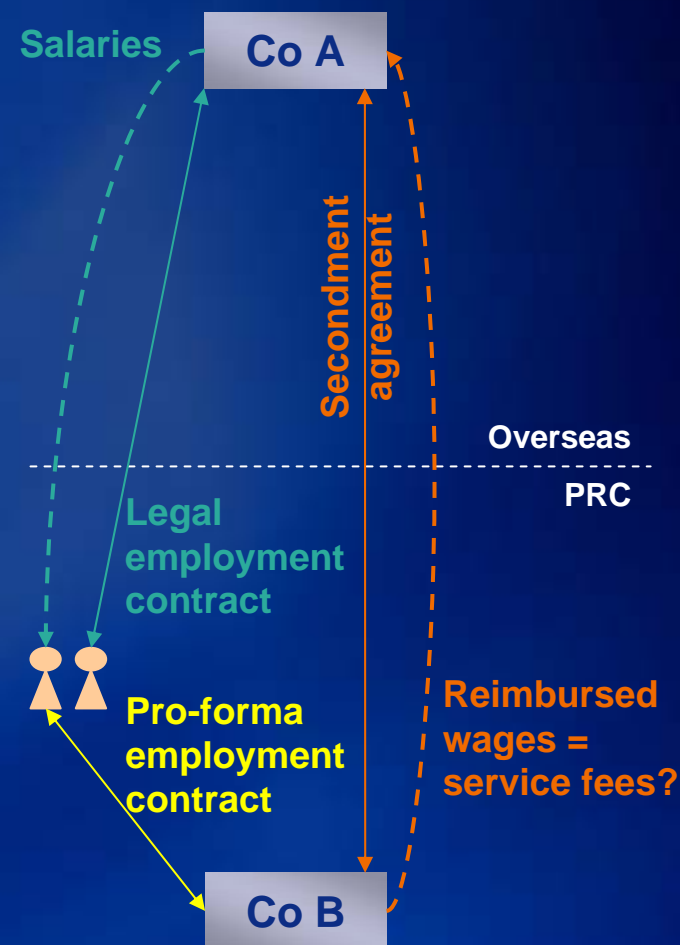 Salaries
Co A
Secondment
agreement
Overseas
PRC
Legal
employment
contract
Pro-forma
employment
contract
Reimbursed
wages =
service fees?
Co B